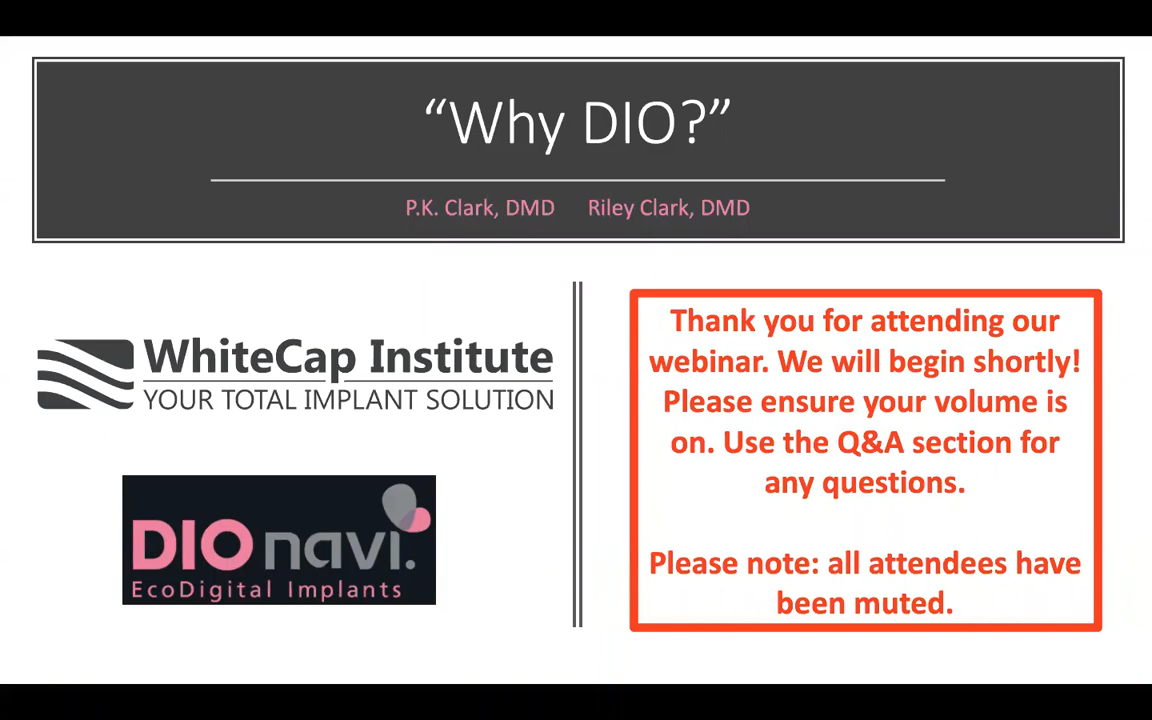 “Why DIO?”
P.K. Clark, DMD Riley Clark, DMD
WhiteCap Institute
YOUR TOTAL IMPLANT SOLUTION
DIO navi.
EcoDigital Implants
Thank you for attending our
webinar. We will begin shortly!
Please ensure your volume is
on. Use the Q&A section for
any questions.
Please note: all attendees have
been muted.